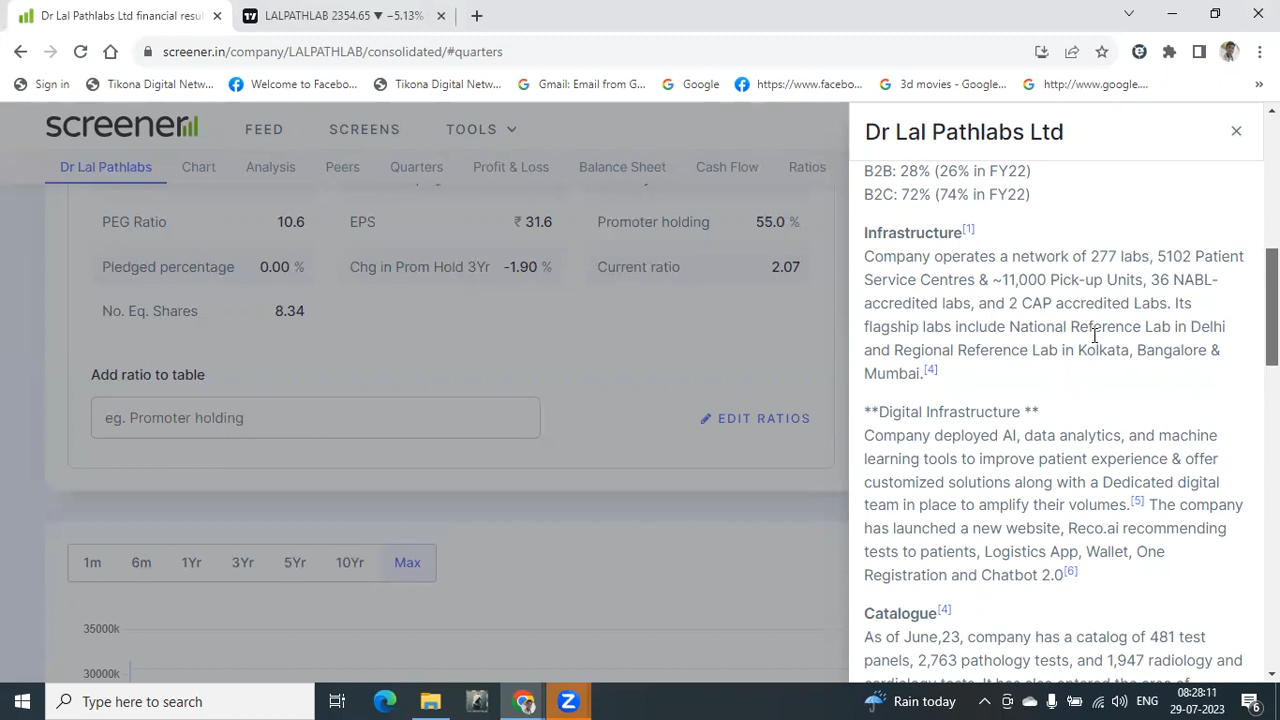 Dr Lal Pathlabs Ltd financial resul
LALPATHLAB 2354.65 ▼ −5.13%
screener.in/company/LALPATHLAB/consolidated/#quarters
Sign in
Tikona Digital Netw...
Welcome to Facebo...
Tikona Digital Netw...
Gmail: Email from G...
Google
https://www.facebo...
3d movies - Google...
http://www.google....
»
screener
FEED
SCREENS
TOOLS
Dr Lal Pathlabs
Chart
Analysis
Peers
Quarters
Profit & Loss
Balance Sheet
Cash Flow
Ratios
PEG Ratio 10.6
EPS ₹ 31.6
Promoter holding 55.0 %
Pledged percentage 0.00 %
Chg in Prom Hold 3Yr -1.90 %
Current ratio 2.07
No. Eq. Shares 8.34
Add ratio to table
eg. Promoter holding
EDIT RATIOS
1m 6m 1Yr 3Yr 5Yr 10Yr Max
35000k
30000k
Dr Lal Pathlabs Ltd
B2B: 28% (26% in FY22)
B2C: 72% (74% in FY22)
Infrastructure[1]
Company operates a network of 277 labs, 5102 Patient
Service Centres & ~11,000 Pick-up Units, 36 NABL-
accredited labs, and 2 CAP accredited Labs. Its
flagship labs include National Reference Lab in Delhi
and Regional Reference Lab in Kolkata, Bangalore &
Mumbai.[4]
**Digital Infrastructure **
Company deployed AI, data analytics, and machine
learning tools to improve patient experience & offer
customized solutions along with a Dedicated digital
team in place to amplify their volumes.[5] The company
has launched a new website, Reco.ai recommending
tests to patients, Logistics App, Wallet, One
Registration and Chatbot 2.0[6]
Catalogue[4]
As of June,23, company has a catalog of 481 test
panels, 2,763 pathology tests, and 1,947 radiology and
Type here to search
Rain today
ENG
08:28:11
29-07-2023
6